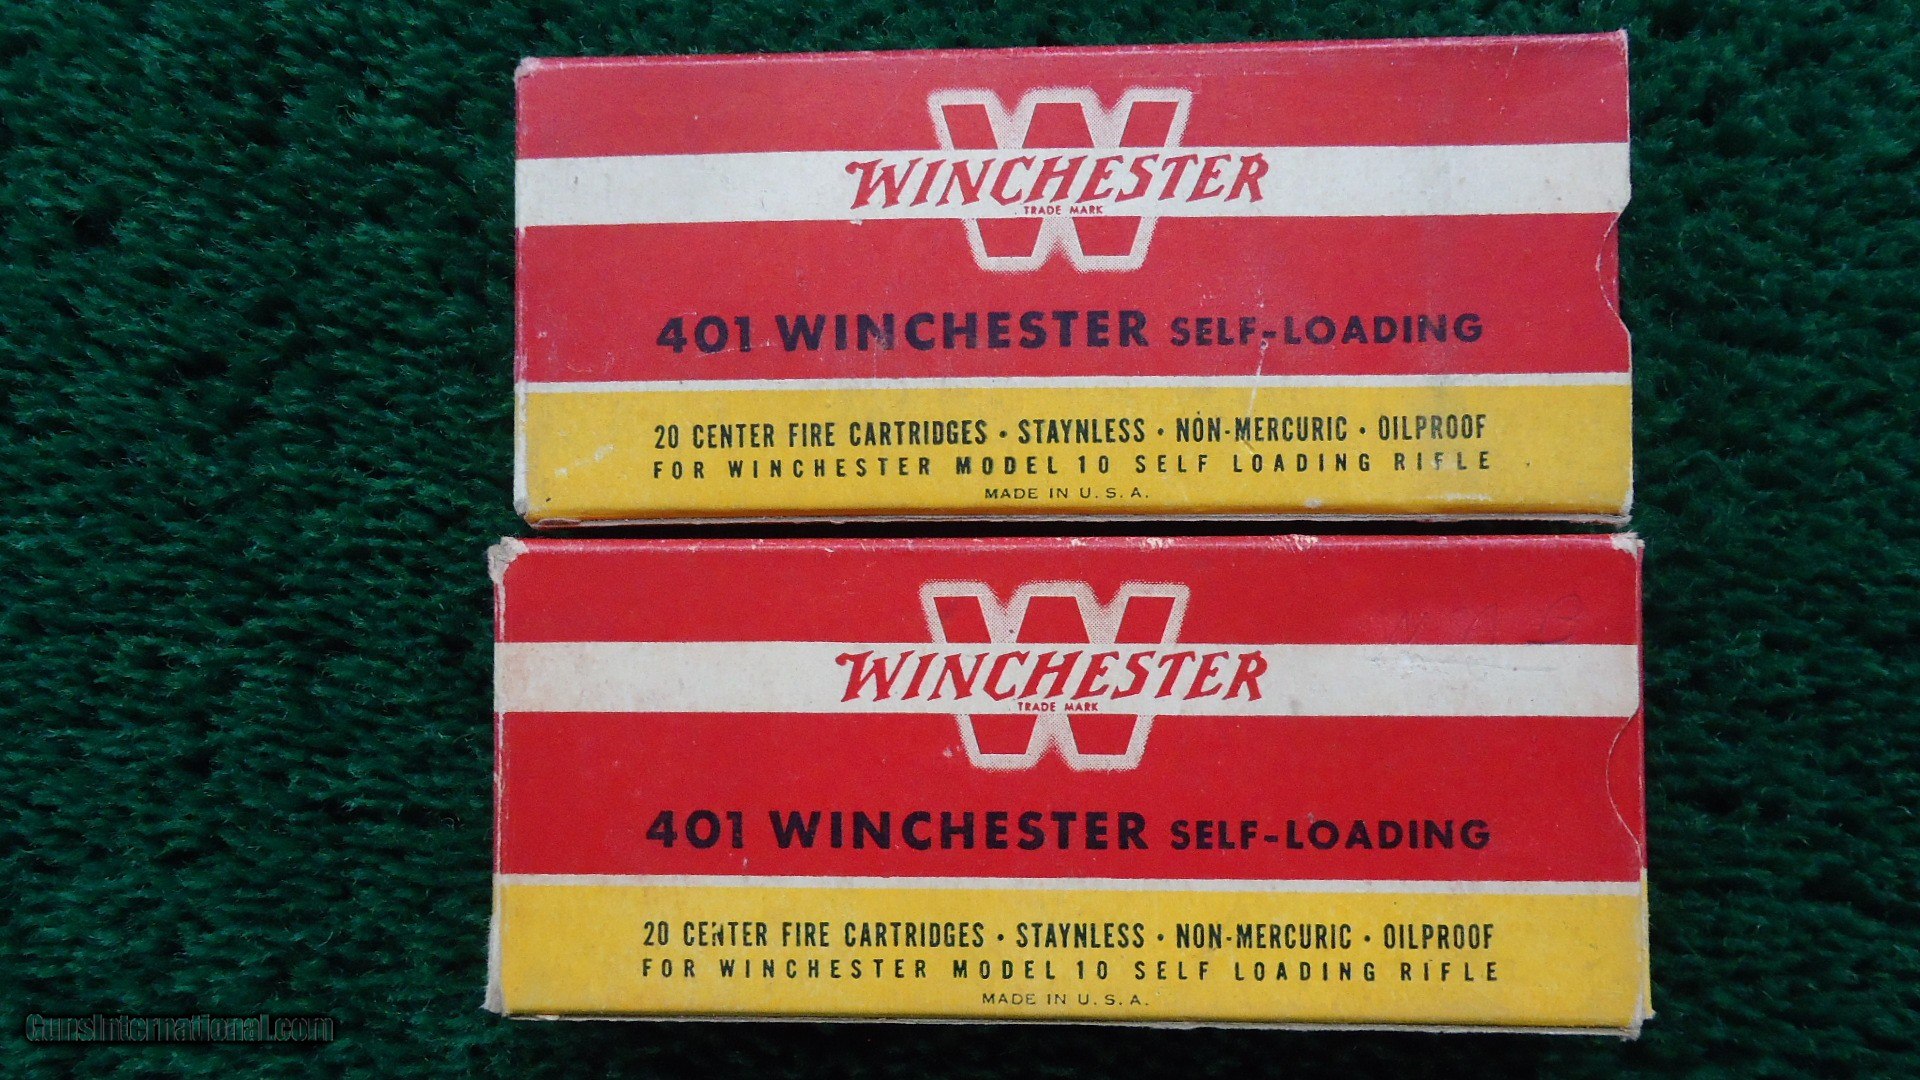 WINCHESTER
TRADE MARK
401 WINCHESTER SELF-LOADING
20 CENTER FIRE CARTRIDGES · STAYNLESS · NON-MERCURIC · OILPROOF
FOR WINCHESTER MODEL 10 SELF LOADING RIFLE
MADE IN U.S.A.
WINCHESTER
TRADE MARK
401 WINCHESTER SELF-LOADING
20 CENTER FIRE CARTRIDGES · STAYNLESS · NON-MERCURIC · OILPROOF
FOR WINCHESTER MODEL 10 SELF LOADING RIFLE
MADE IN U.S.A.
GunsInternational.com